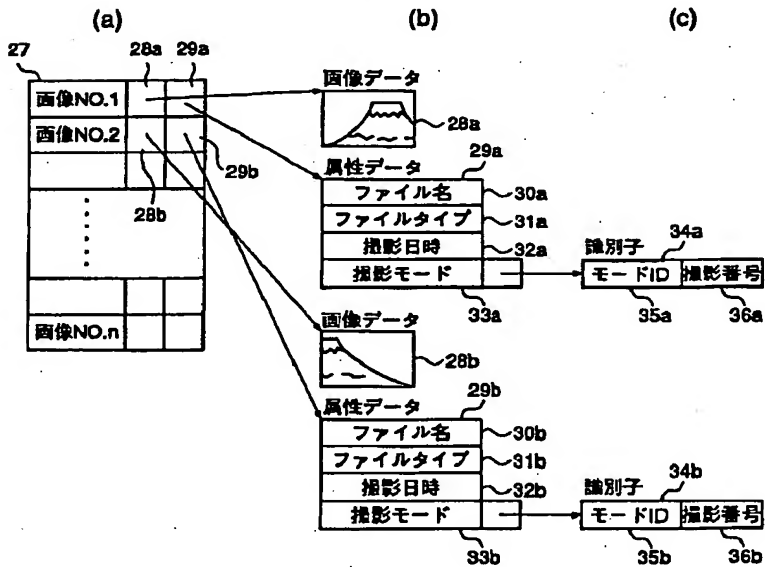 (a)
(b)
(c)
27
28a
29a
画像NO.1
画像NO.2
29b
28b
画像NO.n
画像データ
28a
属性データ
29a
ファイル名
30a
ファイルタイプ
31a
撮影日時
32a
撮影モード
33a
識別子
34a
モードID
撮影番号
35a
36a
画像データ
28b
属性データ
29b
ファイル名
30b
ファイルタイプ
31b
撮影日時
32b
撮影モード
33b
識別子
34b
モードID
撮影番号
35b
36b